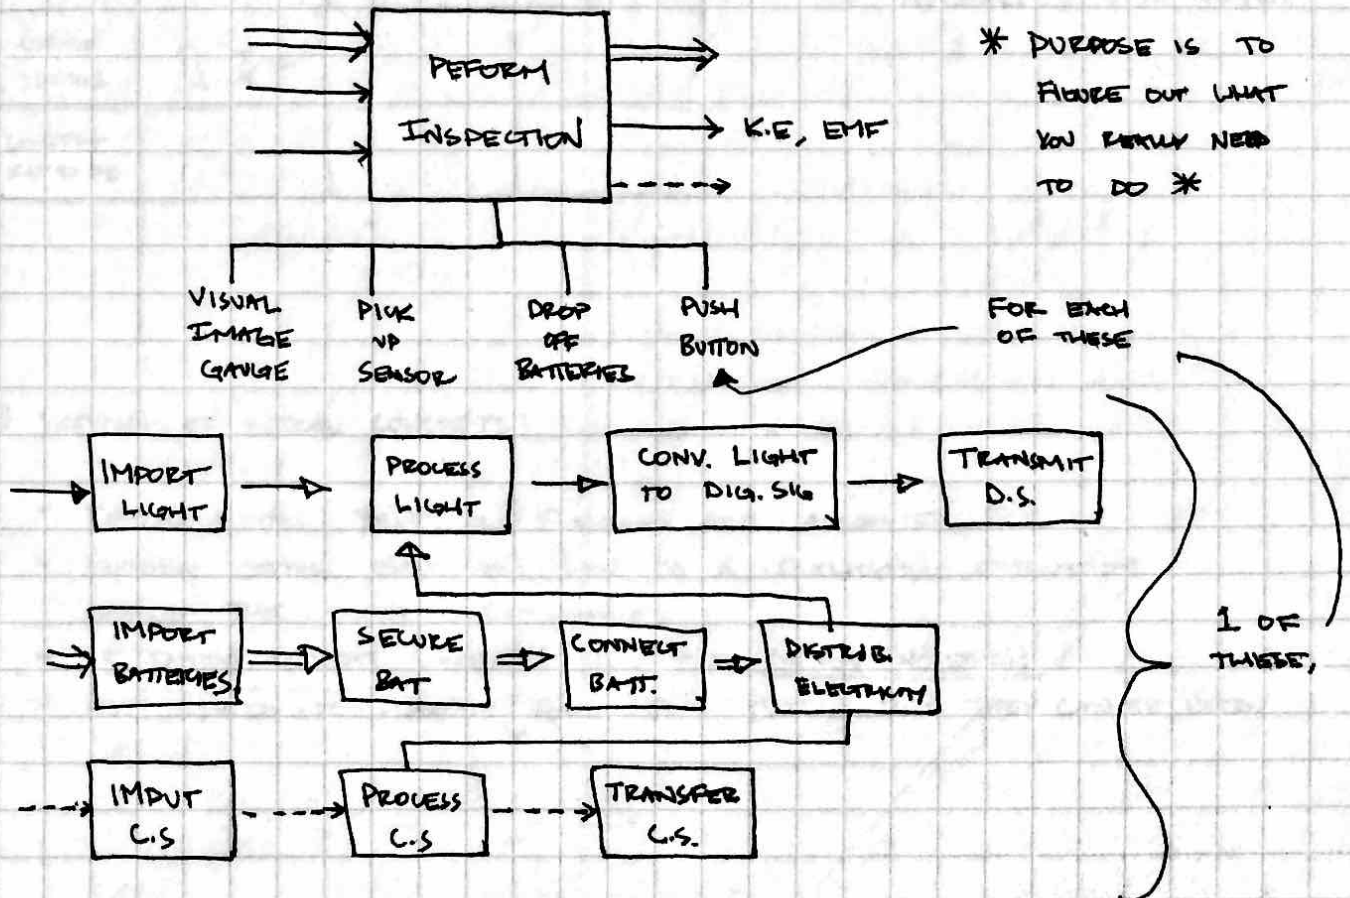 PEFORM
INSPECTION
K.E, EMF
* PURPOSE IS TO
FIGURE OUT WHAT
YOU REALLY NEED
TO DO *
VISUAL
IMAGE
GAUGE
PICK
UP
SENSOR
DROP
OFF
BATTERIES
PUSH
BUTTON
FOR EACH
OF THESE
IMPORT
LIGHT
PROCESS
LIGHT
CONV. LIGHT
TO DIG. SIG
TRANSMIT
D.S.
IMPORT
BATTERIES
SECURE
BAT
CONNECT
BATT.
DISTRIB.
ELECTRICITY
1 OF
THESE,
IMPUT
C.S
PROCESS
C.S
TRANSFER
C.S.